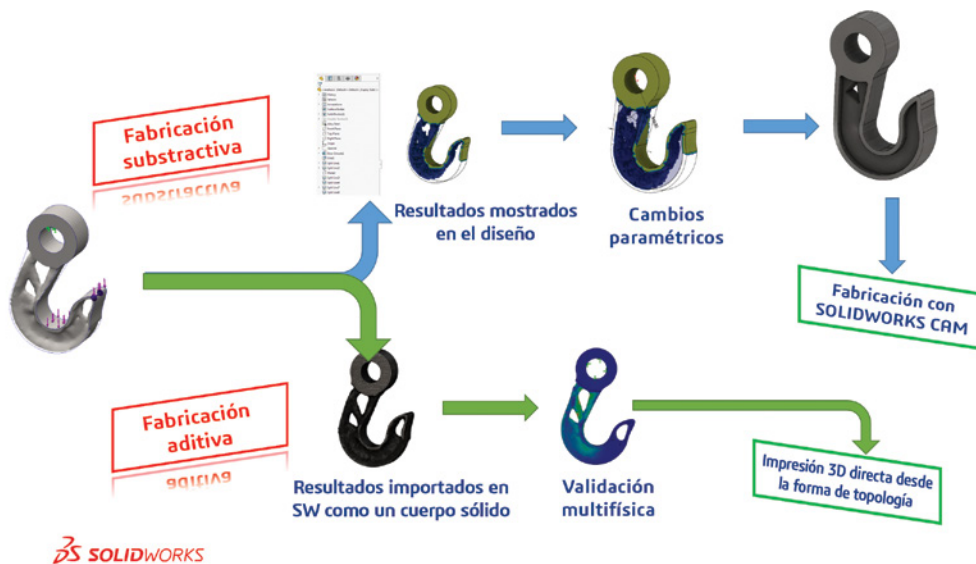 Fabricación
substractiva
Resultados mostrados
en el diseño
Cambios
paramétricos
Fabricación con
SOLIDWORKS CAM
Fabricación
aditiva
Resultados importados en
SW como un cuerpo sólido
Validación
multifísica
Impresión 3D directa desde
la forma de topología
SOLIDWORKS